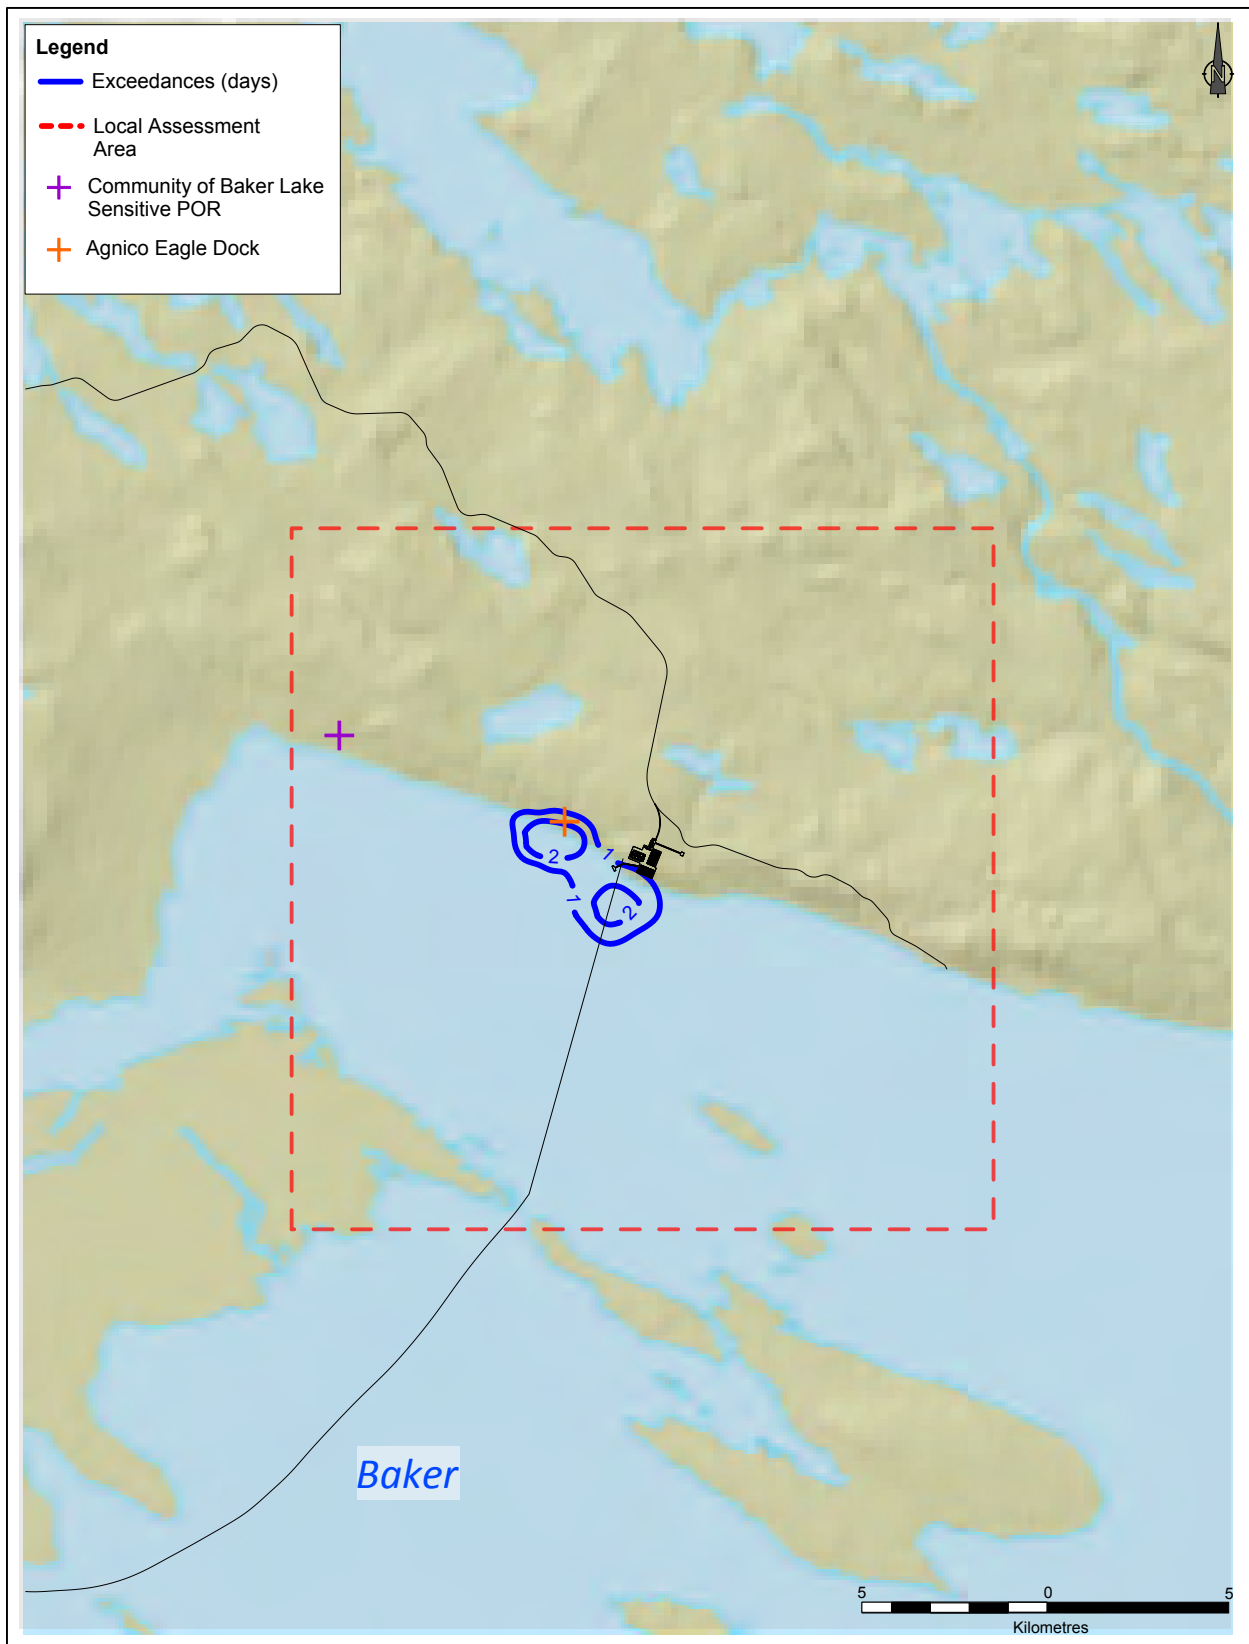 Legend
Exceedances (days)
Local Assessment
Area
Community of Baker Lake
Sensitive POR
Agnico Eagle Dock
N
2
1
1
2
Baker
5 0 5
Kilometres